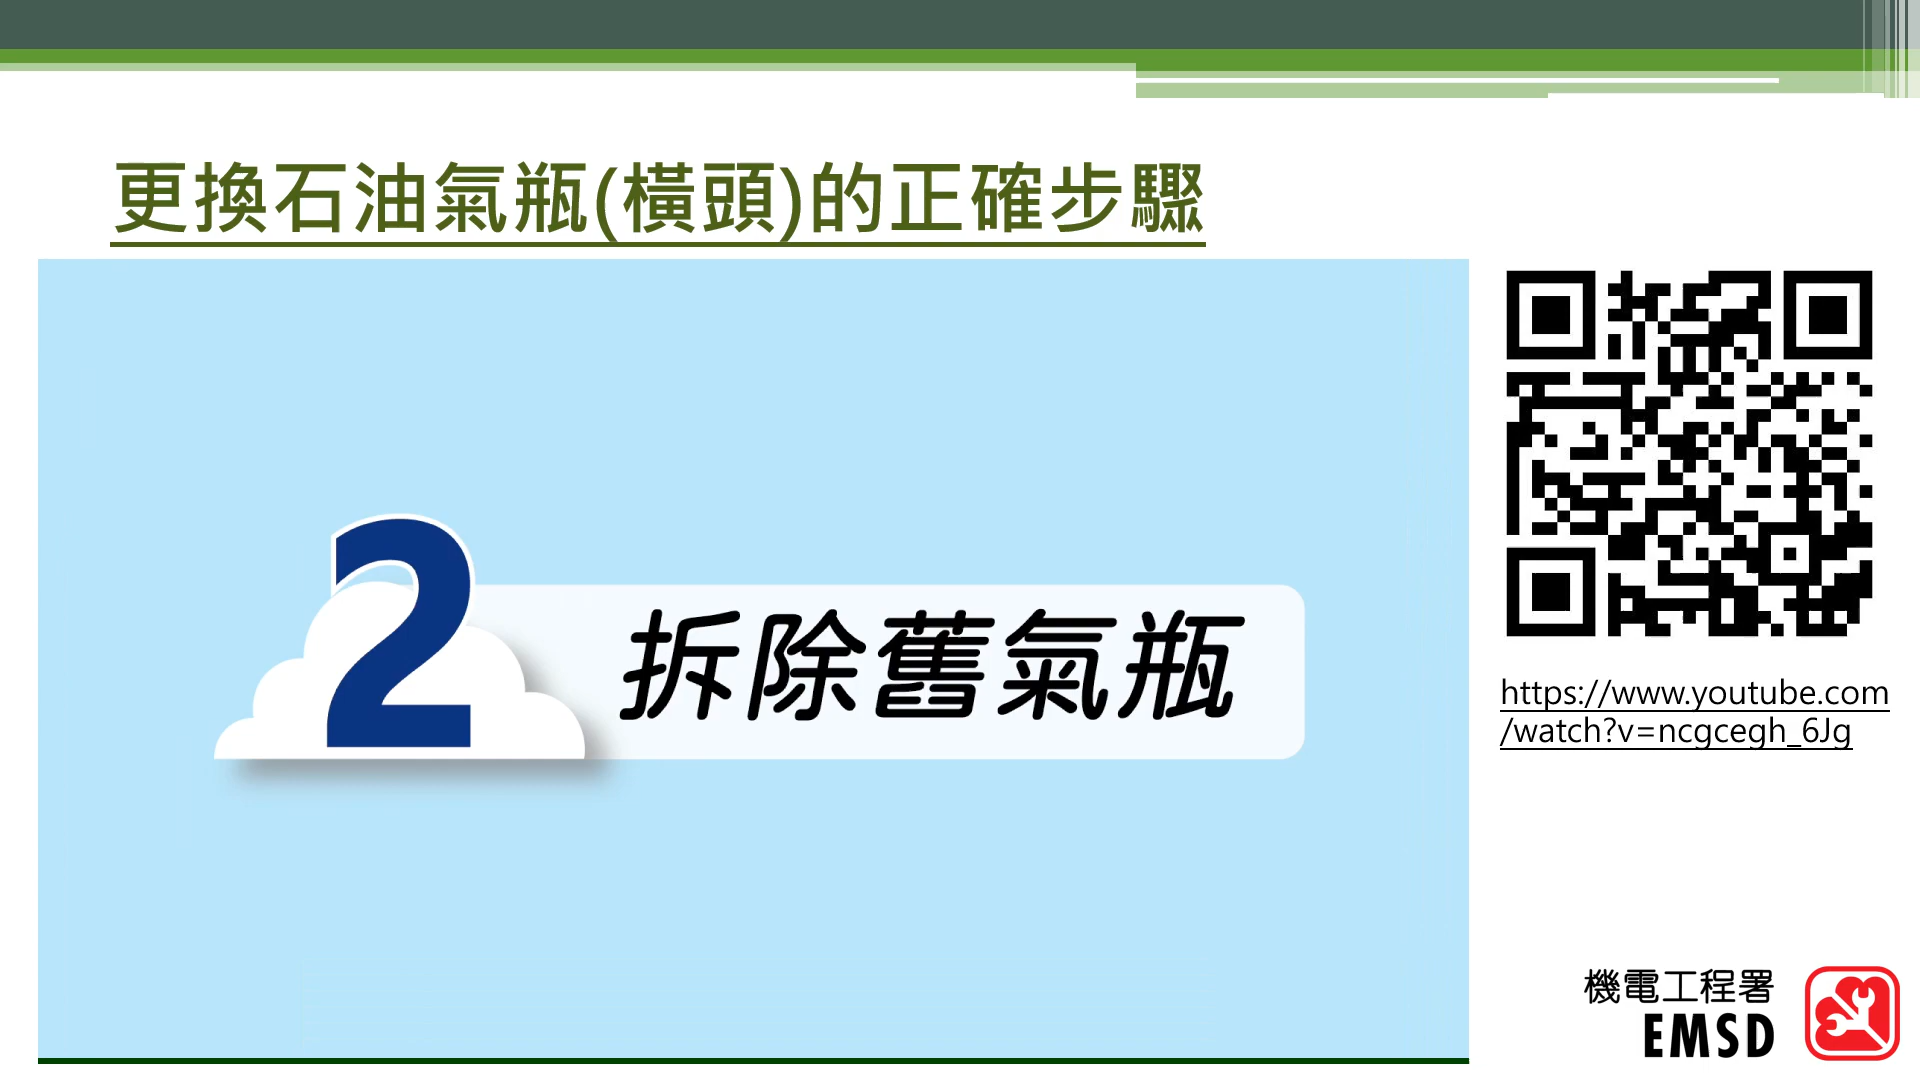 更換石油氣瓶(橫頭)的正確步驟
2
拆除舊氣瓶
https://www.youtube.com
/watch?v=ncgcegh_6Jg
機電工程署
EMSD